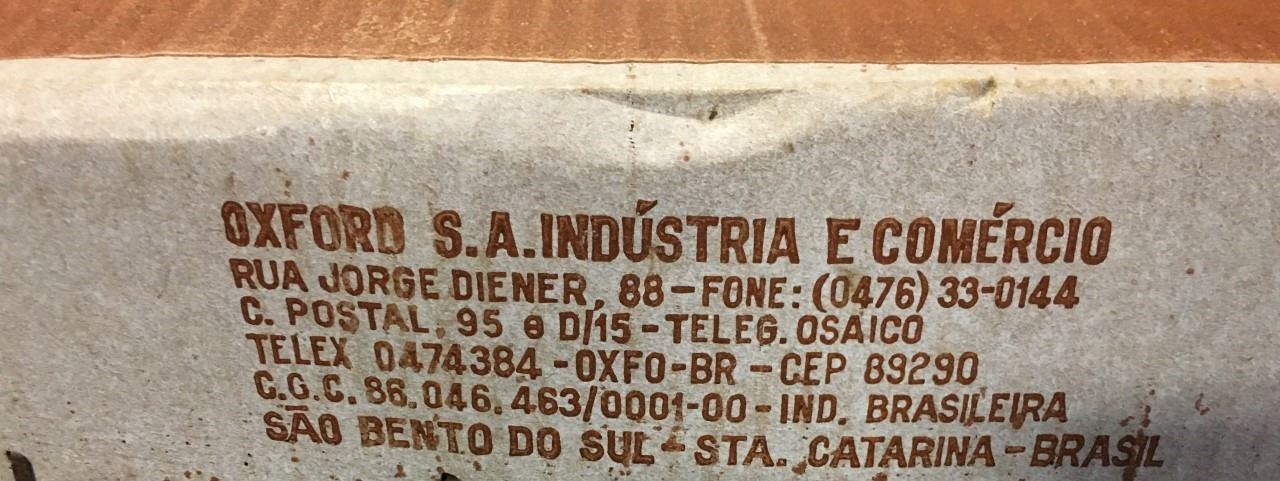 OXFORD S.A. INDÚSTRIA E COMÉRCIO
RUA JORGE DIENER, 88 - FONE: (0476) 33-0144
C. POSTAL, 95 e D/15 - TELEG. OSAICO
TELEX 0474384 - OXFO - BR - CEP 89290
C.G.C. 86.046.463/0001-00 - IND. BRASILEIRA
SÃO BENTO DO SUL - STA. CATARINA - BRASIL